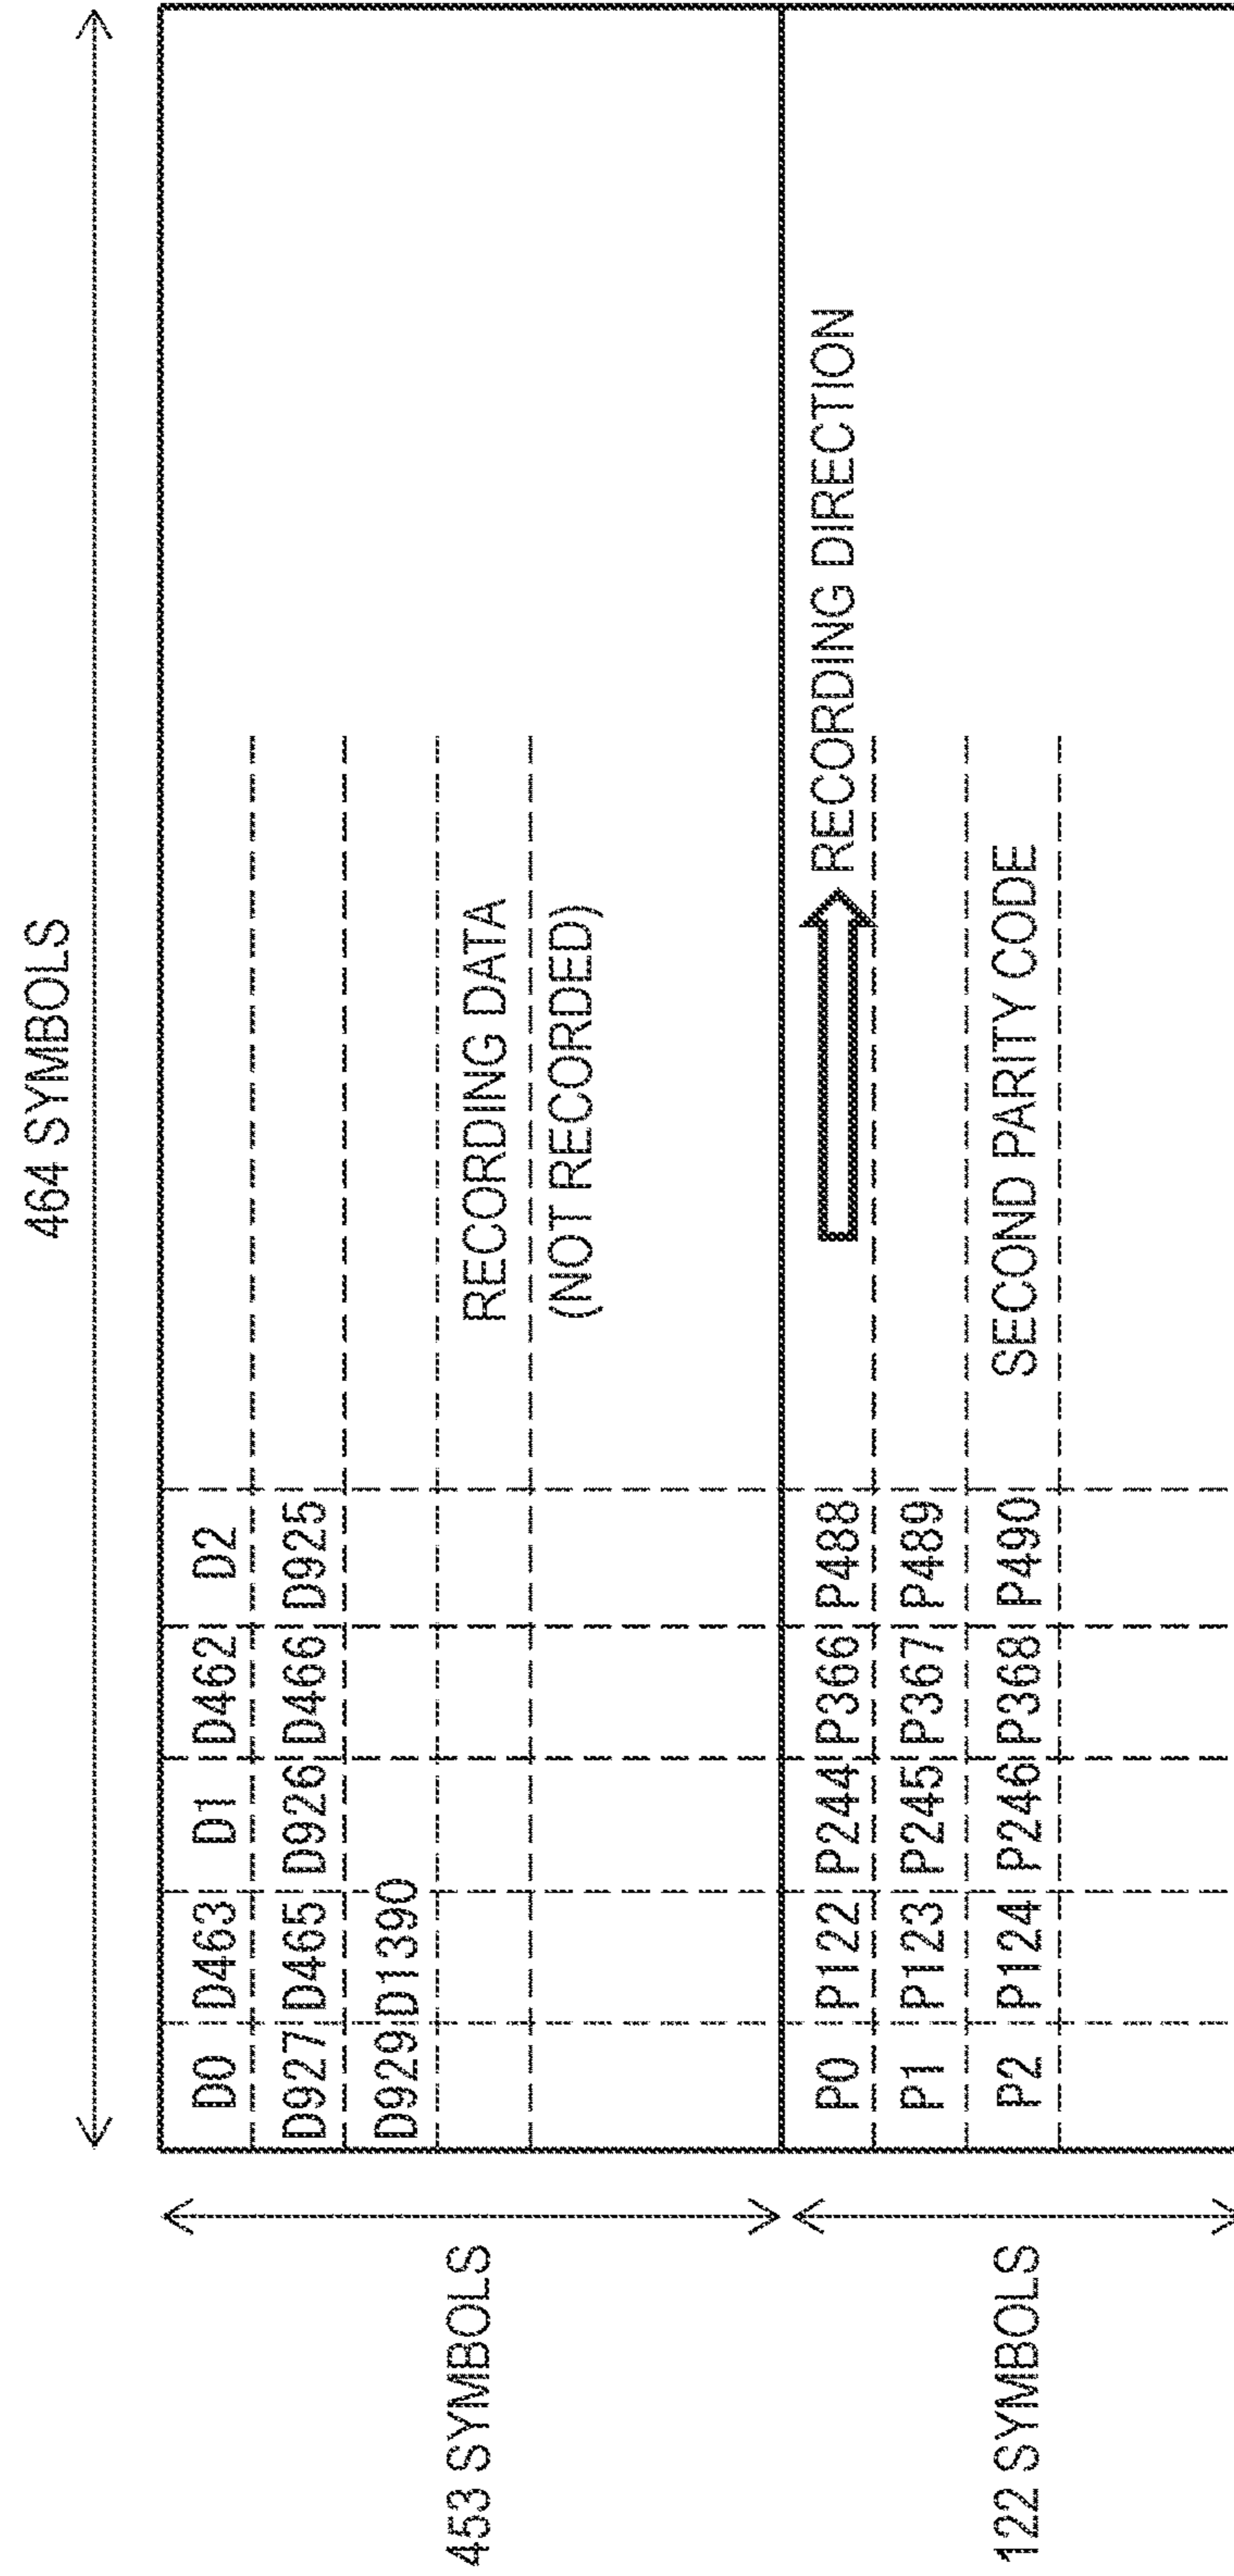 464 SYMBOLS
453 SYMBOLS
D0 D463 D1 D462 D2
D927 D465 D926 D466 D925
D929 D1390
RECORDING DATA
(NOT RECORDED)
122 SYMBOLS
P0 P122 P244 P366 P488 RECORDING DIRECTION
P1 P123 P245 P367 P489
P2 P124 P246 P368 P490 SECOND PARITY CODE